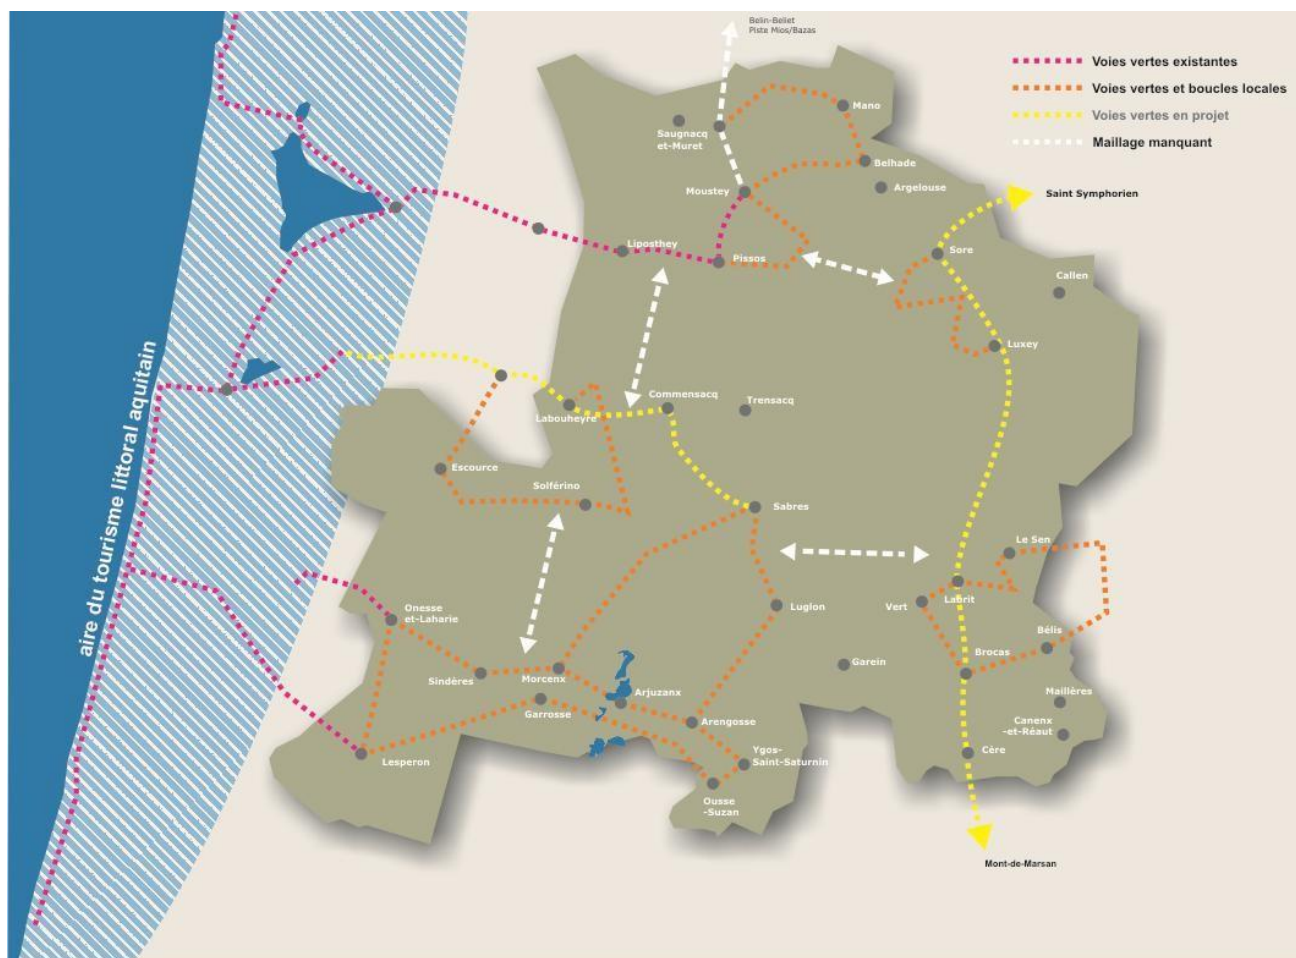 Belin-Beliet
Piste Mios/Bazas
Voies vertes existantes
Voies vertes et boucles locales
Voies vertes en projet
Maillage manquant
Mano
Saugnacq
et-Muret
Belhade
Moustey
Argelouse
Saint Symphorien
Liposthey
Pissos
Sore
Callen
Luxey
aire du tourisme littoral aquitain
Commensacq
Trensacq
Labouheyre
Escource
Solférino
Sabres
Le Sen
Onesse
et-Laharie
Luglon
Vert
Labrit
Bélis
Brocas
Garein
Sindères
Morcenx
Arjuzanx
Maillères
Garrosse
Arengosse
Canenx
-et-Réaut
Lesperon
Ygos-
Saint-Saturnin
Cère
Ousse
-Suzan
Mont-de-Marsan